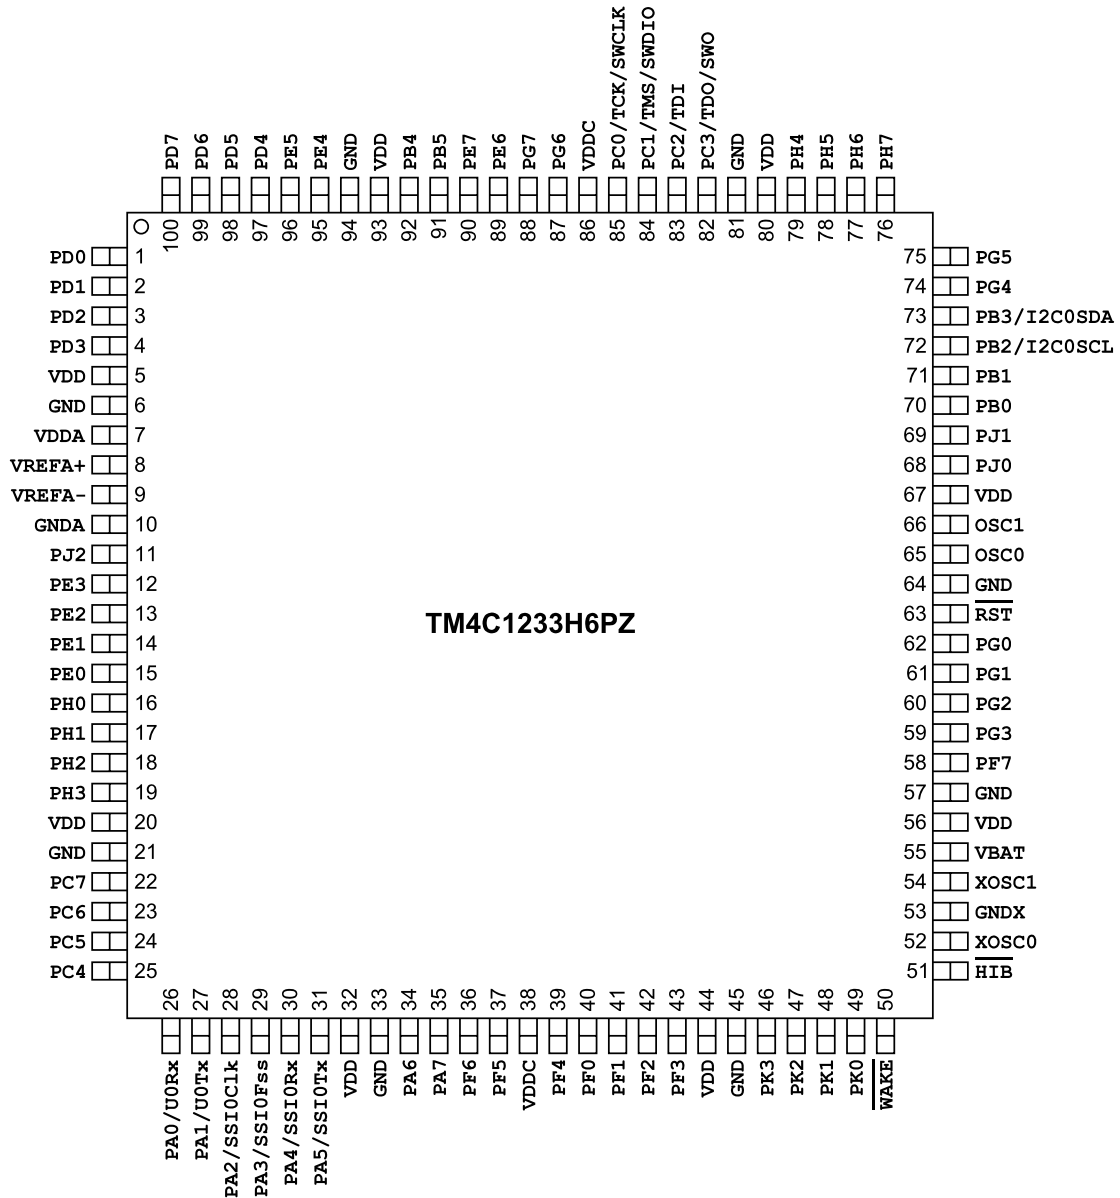 PC0/TCK/SWCLK
PC1/TMS/SWDIO
PC2/TDI
PC3/TDO/SWO
PD7
PD6
PD5
PD4
PE5
PE4
GND
VDD
PB4
PB5
PE7
PE6
PG7
PG6
VDDC
GND
VDD
PH4
PH5
PH6
PH7
100
99
98
97
96
95
94
93
92
91
90
89
88
87
86
85
84
83
82
81
80
79
78
77
76
PD0 1
PD1 2
PD2 3
PD3 4
VDD 5
GND 6
VDDA 7
VREFA+ 8
VREFA- 9
GNDA 10
PJ2 11
PE3 12
PE2 13
PE1 14
PE0 15
PH0 16
PH1 17
PH2 18
PH3 19
VDD 20
GND 21
PC7 22
PC6 23
PC5 24
PC4 25
TM4C1233H6PZ
75 PG5
74 PG4
73 PB3/I2C0SDA
72 PB2/I2C0SCL
71 PB1
70 PB0
69 PJ1
68 PJ0
67 VDD
66 OSC1
65 OSC0
64 GND
63 RST
62 PG0
61 PG1
60 PG2
59 PG3
58 PF7
57 GND
56 VDD
55 VBAT
54 XOSC1
53 GNDX
52 XOSC0
51 HIB
26
27
28
29
30
31
32
33
34
35
36
37
38
39
40
41
42
43
44
45
46
47
48
49
50
PA0/U0Rx
PA1/U0Tx
PA2/SSI0Clk
PA3/SSI0Fss
PA4/SSI0Rx
PA5/SSI0Tx
VDD
GND
PA6
PA7
PF6
PF5
VDDC
PF4
PF0
PF1
PF2
PF3
VDD
GND
PK3
PK2
PK1
PK0
WAKE